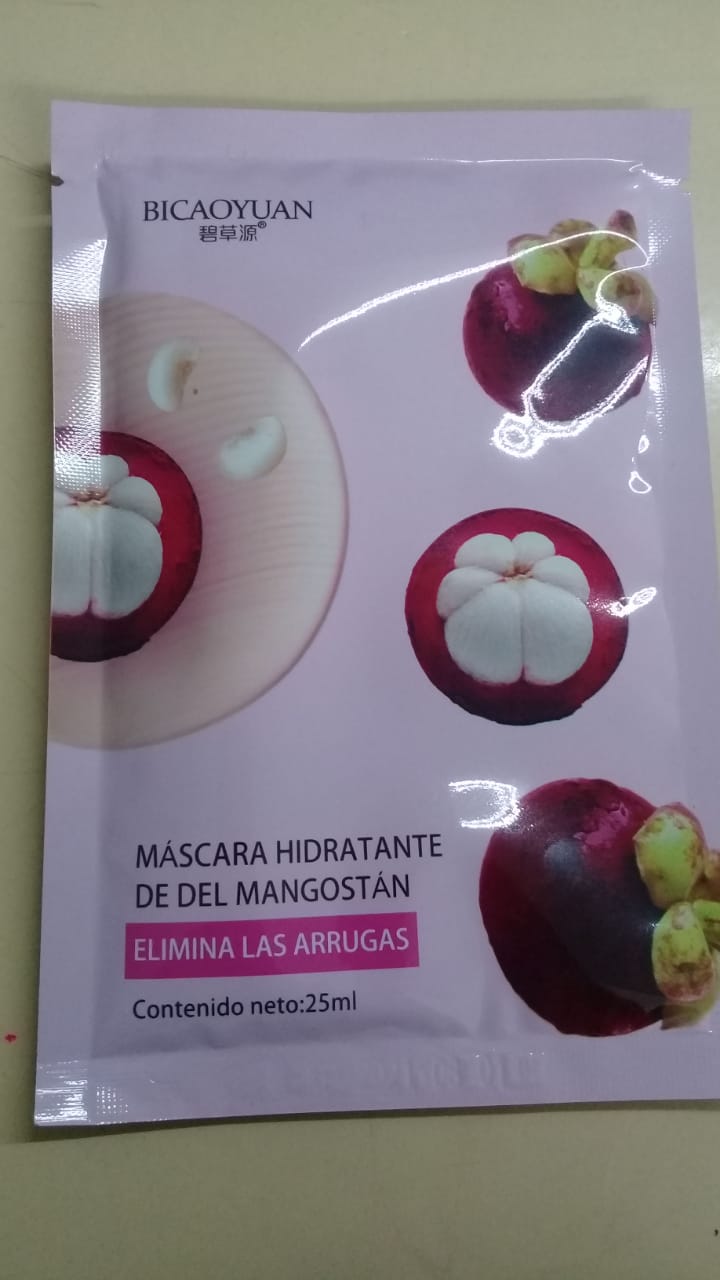 BICAOYUAN
碧草源®
MÁSCARA HIDRATANTE
DE DEL MANGOSTÁN
ELIMINA LAS ARRUGAS
Contenido neto:25ml